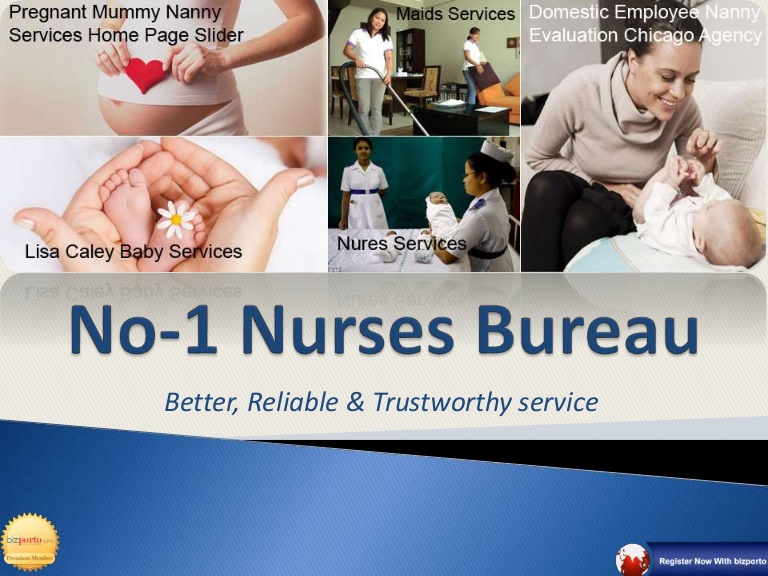 Pregnant Mummy Nanny
Services Home Page Slider
Maids Services
Domestic Employee Nanny
Evaluation Chicago Agency
Lisa Caley Baby Services
Nures Services
No-1 Nurses Bureau
Better, Reliable & Trustworthy service
bizporto.com
Premium Member
Register Now With bizporto